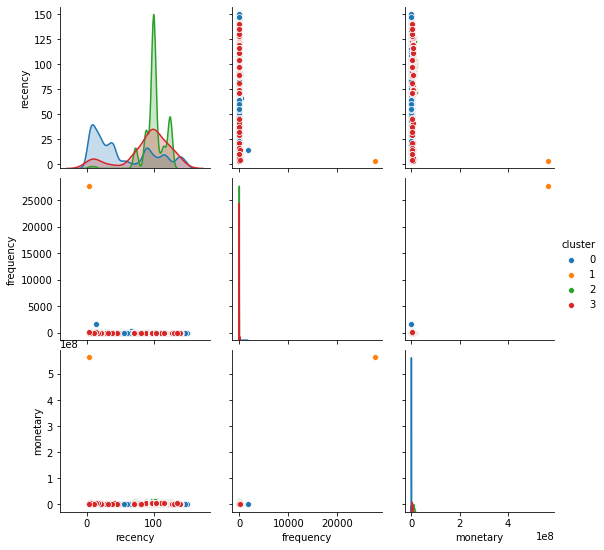 150
125
100
75
50
25
0
recency
25000
20000
15000
10000
5000
0
frequency
1e8
5
4
3
2
1
0
monetary
0 100
recency
0 10000 20000
frequency
0 2 4
1e8
monetary
cluster
0
1
2
3